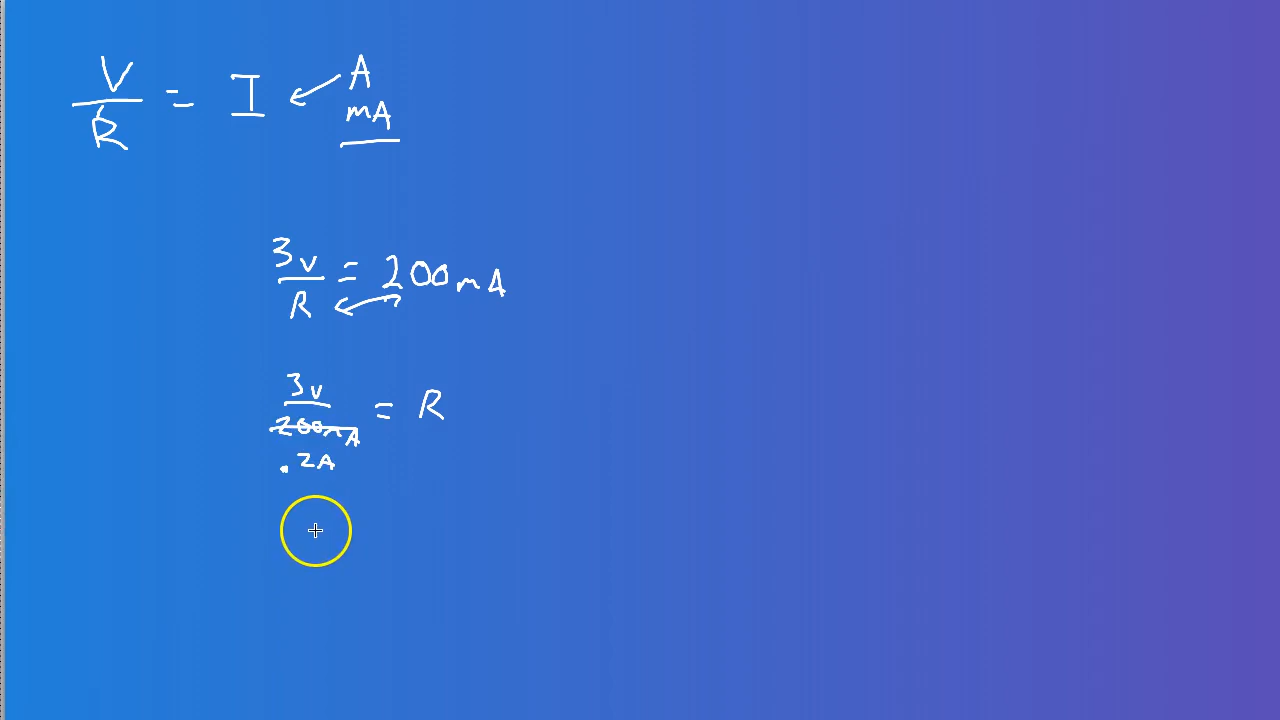 V/R = I ← A
mA
3v/R = 200mA
3v/200mA = R
.2A